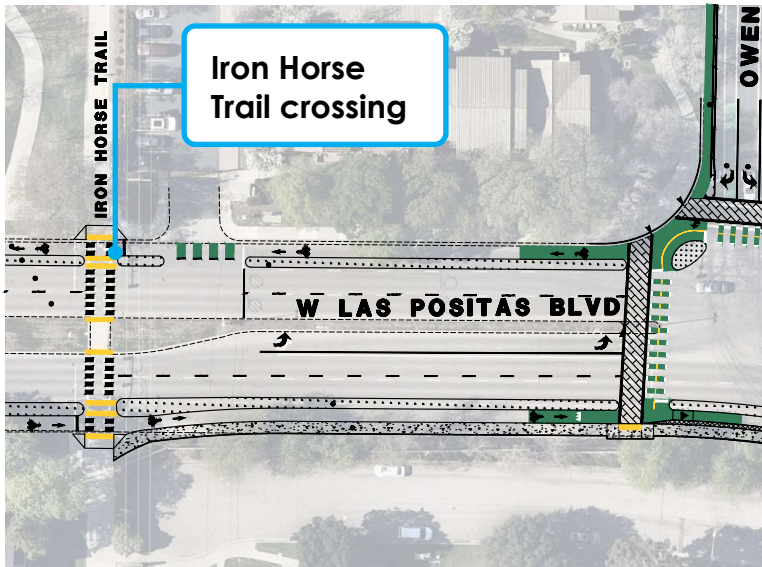 Iron Horse
Trail crossing
IRON HORSE TRAIL
OWEN
W LAS POSITAS BLVD